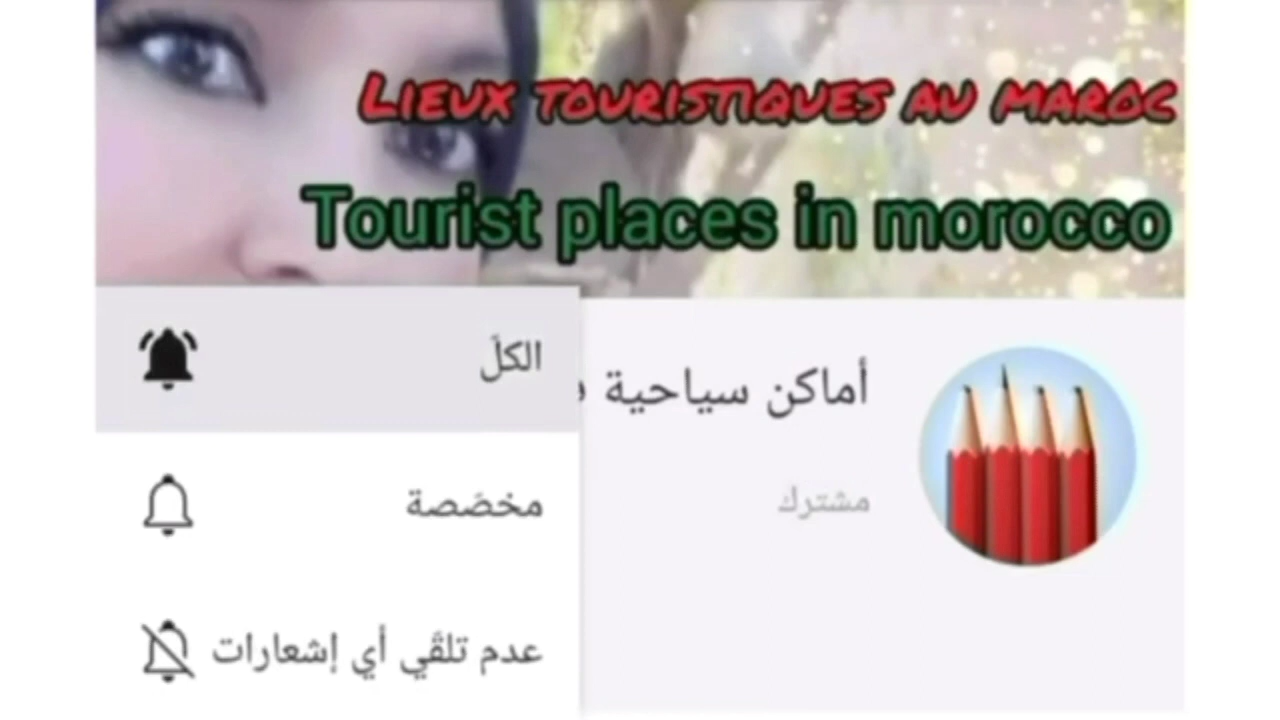 Lieux touristiques au maroc
Tourist places in morocco
أماكن سياحية
مشترك
الكلّ
مخصّصة
عدم تلقّي أي إشعارات